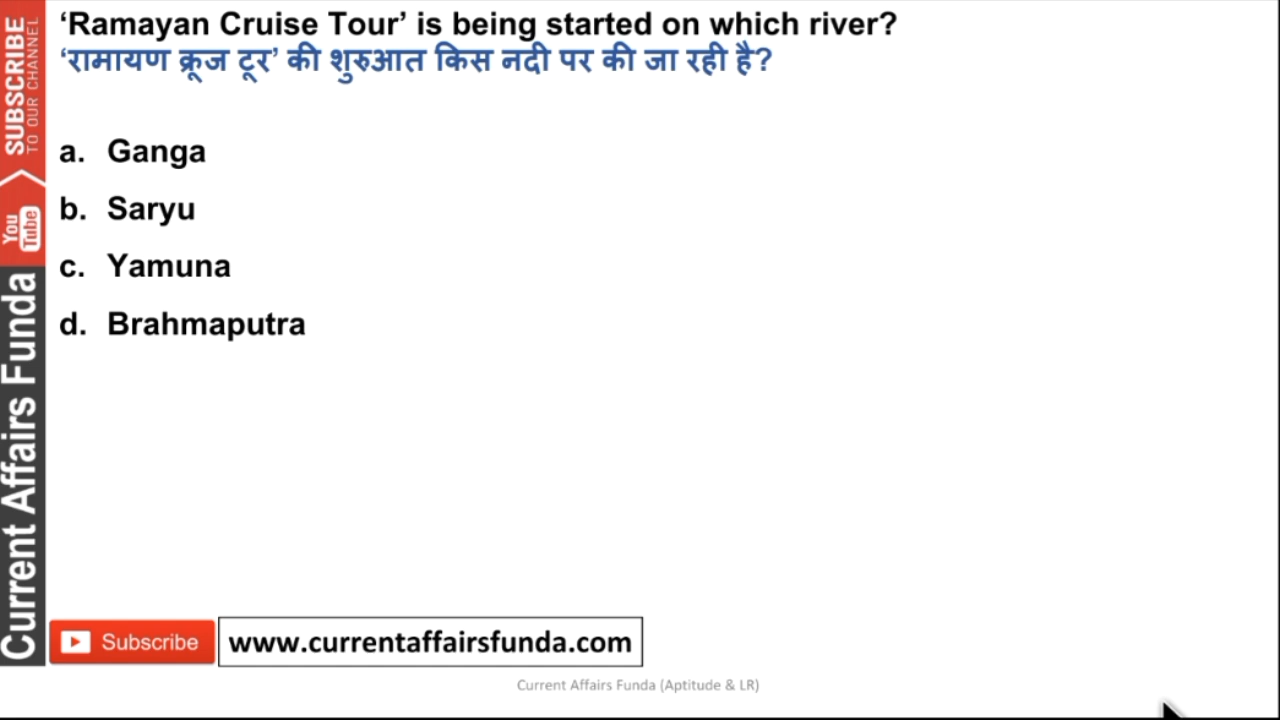 ‘Ramayan Cruise Tour’ is being started on which river?
‘रामायण क्रूज टूर’ की शुरुआत किस नदी पर की जा रही है?
a. Ganga
b. Saryu
c. Yamuna
d. Brahmaputra
SUBSCRIBE
TO OUR CHANNEL
You
Tube
Current Affairs Funda
Subscribe
www.currentaffairsfunda.com
Current Affairs Funda (Aptitude & LR)